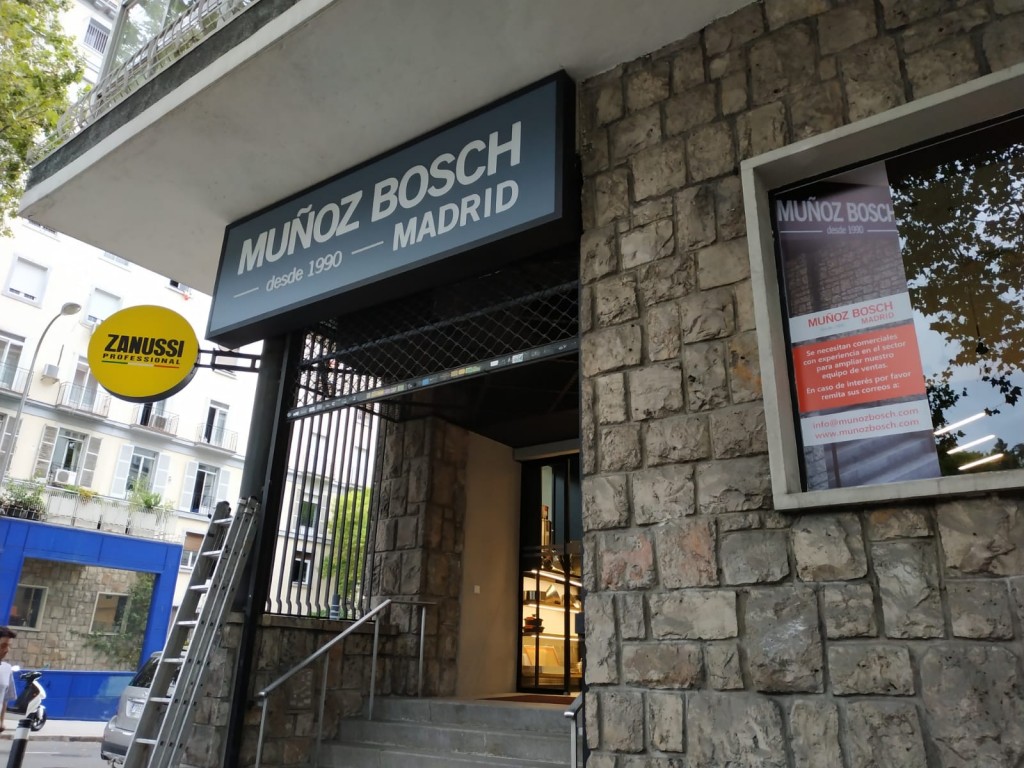 MUÑOZ BOSCH
desde 1990
MADRID
ZANUSSI
PROFESSIONAL
MUÑOZ BOSCH
desde 1990
MUÑOZ BOSCH
MADRID
Se necesitan comerciales
con experiencia en el sector
para ampliar nuestro
equipo de ventas.
En caso de interés por favor
remita sus correos a:
info@munozbosch.com
www.munozbosch.com